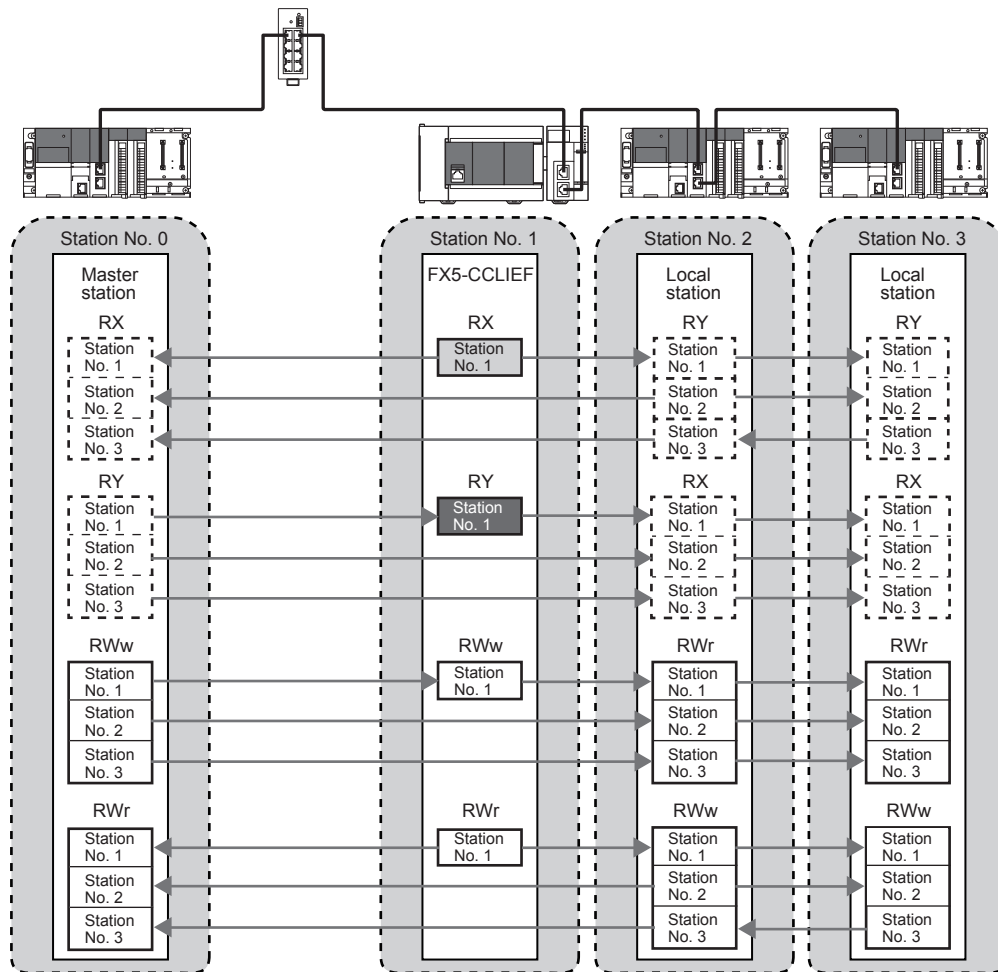 Station No. 0
Master
station
RX
Station
No. 1
Station
No. 2
Station
No. 3
RY
Station
No. 1
Station
No. 2
Station
No. 3
RWw
Station
No. 1
Station
No. 2
Station
No. 3
RWr
Station
No. 1
Station
No. 2
Station
No. 3
Station No. 1
FX5-CCLIEF
RX
Station
No. 1
RY
Station
No. 1
RWw
Station
No. 1
RWr
Station
No. 1
Station No. 2
Local
station
RY
Station
No. 1
Station
No. 2
Station
No. 3
RX
Station
No. 1
Station
No. 2
Station
No. 3
RWr
Station
No. 1
Station
No. 2
Station
No. 3
RWw
Station
No. 1
Station
No. 2
Station
No. 3
Station No. 3
Local
station
RY
Station
No. 1
Station
No. 2
Station
No. 3
RX
Station
No. 1
Station
No. 2
Station
No. 3
RWr
Station
No. 1
Station
No. 2
Station
No. 3
RWw
Station
No. 1
Station
No. 2
Station
No. 3